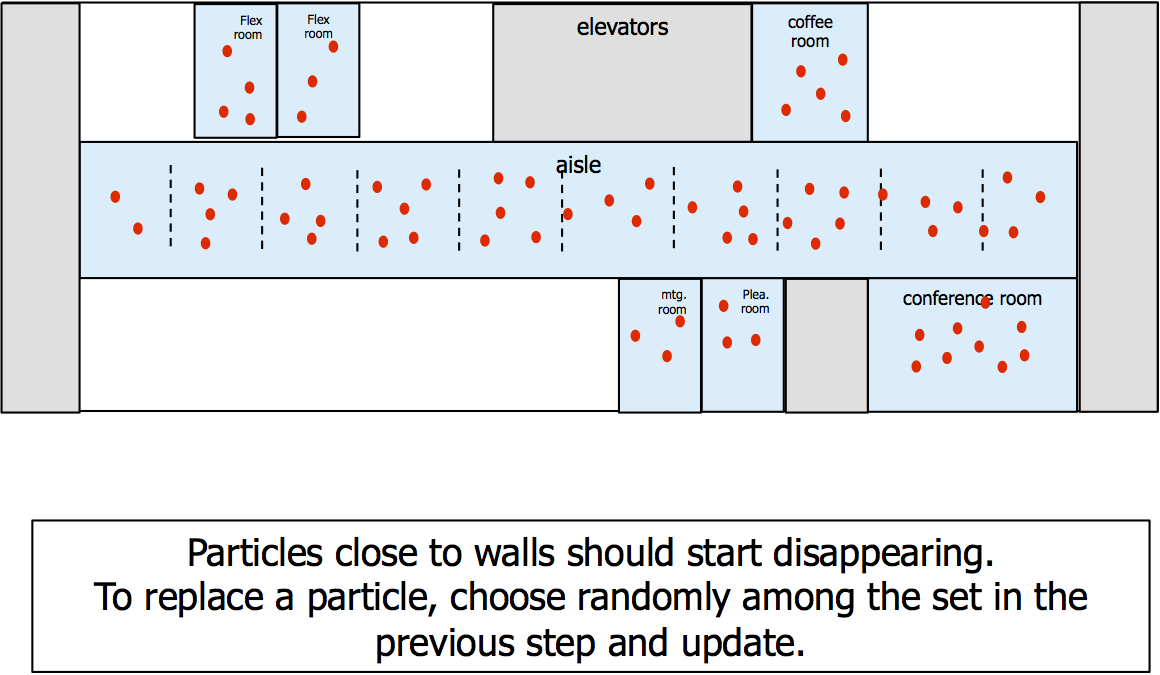 Flex
room
Flex
room
elevators
coffee
room
aisle
mtg.
room
Plea.
room
conference room
Particles close to walls should start disappearing.
To replace a particle, choose randomly among the set in the
previous step and update.